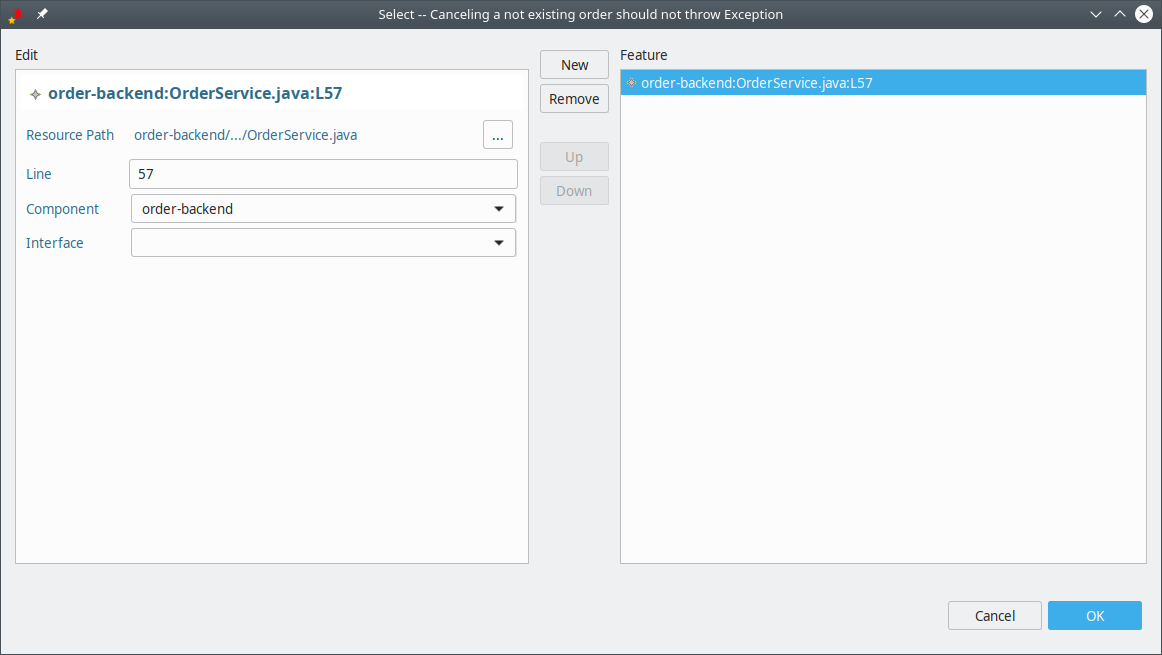 Select -- Canceling a not existing order should not throw Exception
Edit
order-backend:OrderService.java:L57
Resource Path order-backend/.../OrderService.java ...
Line 57
Component order-backend
Interface
New
Remove
Up
Down
Feature
order-backend:OrderService.java:L57
Cancel OK